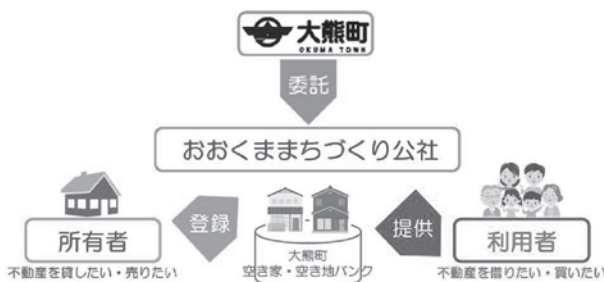 大熊町
OKUMA TOWN
委託
おおくままちづくり公社
所有者
不動産を貸したい・売りたい
登録
大熊町
空き家・空き地バンク
提供
利用者
不動産を借りたい・買いたい